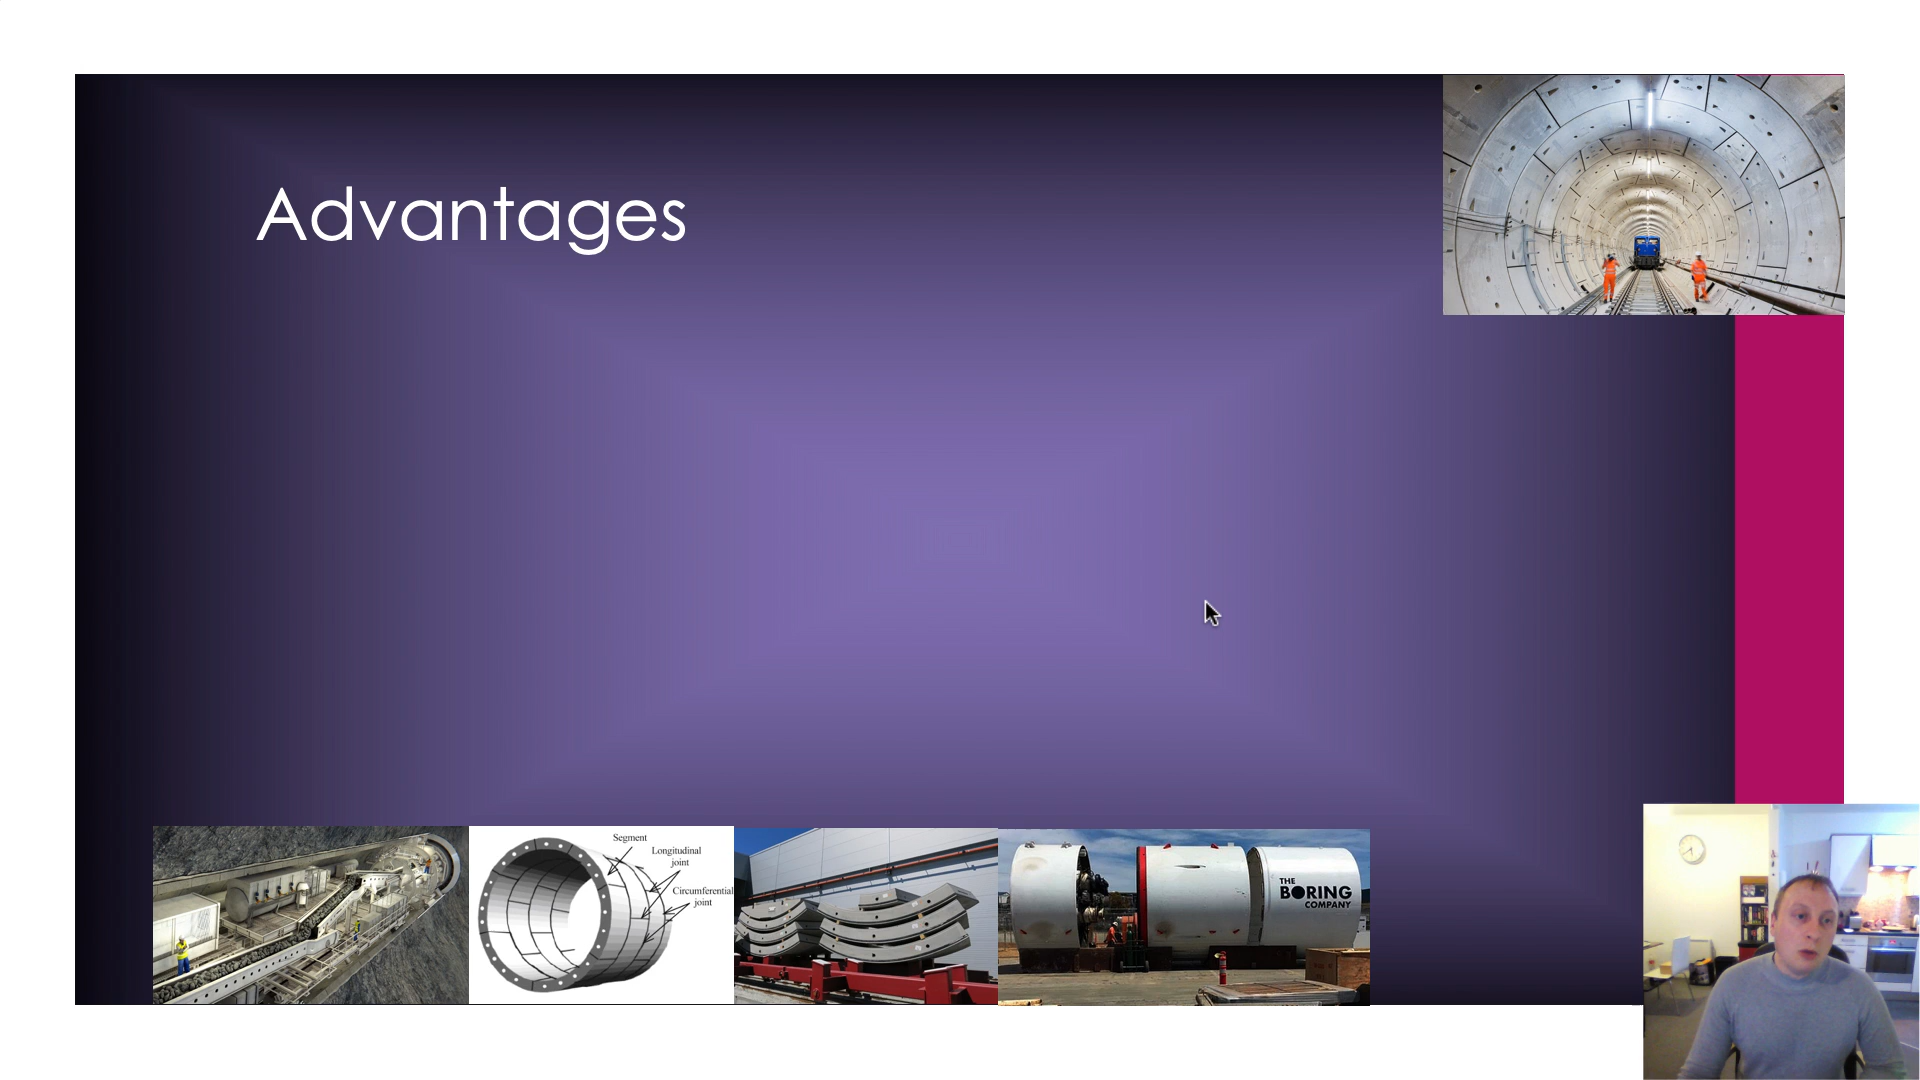 Advantages
Segment
Longitudinal
joint
Circumferential
joint
THE
BORING
COMPANY